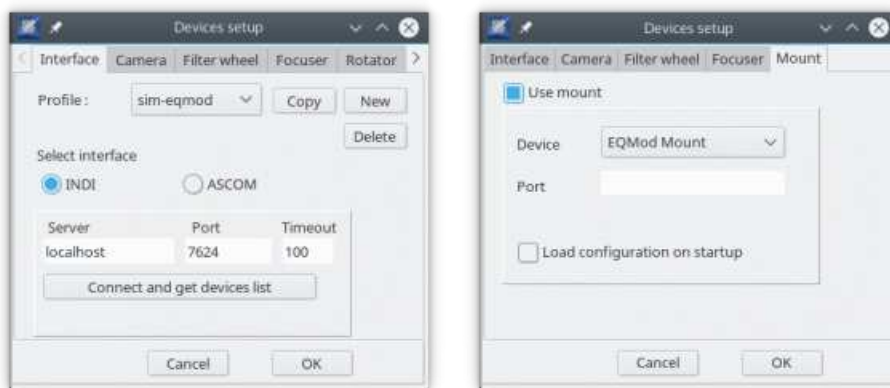 Devices setup
Interface Camera Filter wheel Focuser Rotator
Profile : sim-eqmod Copy New
Delete
Select interface
INDI ASCOM
Server Port Timeout
localhost 7624 100
Connect and get devices list
Cancel OK
Devices setup
Interface Camera Filter wheel Focuser Mount
Use mount
Device EQMod Mount
Port
Load configuration on startup
Cancel OK